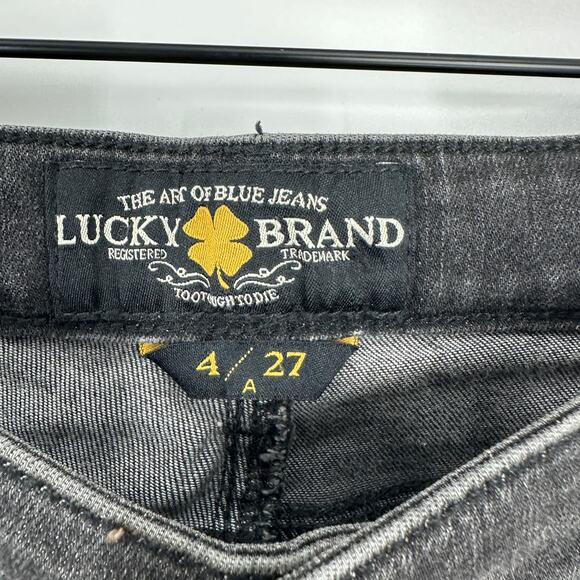 THE ART OF BLUE JEANS
LUCKY BRAND
REGISTERED TRADEMARK
TOO TOUGH TO DIE
4 / 27
A